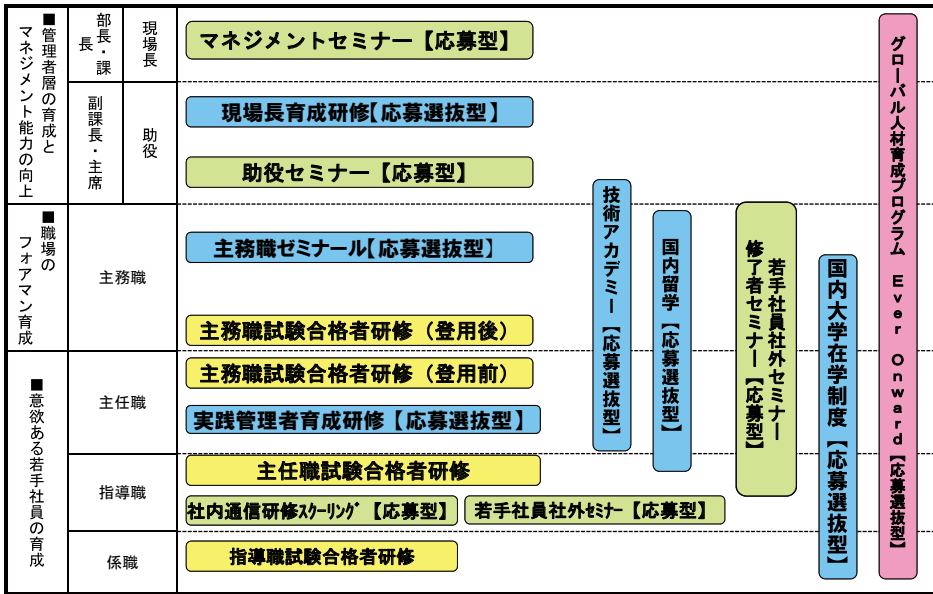 ■管理者層の育成と
マネジメント能力の向上
部長・課長
現場長
マネジメントセミナー【応募型】
副課長・主席
助役
現場長育成研修【応募選抜型】
助役セミナー【応募型】
■職場の
フォアマン育成
主務職
主務職ゼミナール【応募選抜型】
主務職試験合格者研修（登用後）
■意欲ある若手社員の育成
主任職
主務職試験合格者研修（登用前）
実践管理者育成研修【応募選抜型】
指導職
主任職試験合格者研修
社内通信研修ｽｸｰﾘﾝｸﾞ【応募型】
若手社員社外ｾﾐﾅｰ【応募型】
係職
指導職試験合格者研修
技術アカデミー【応募選抜型】
国内留学【応募選抜型】
若手社員社外セミナー
修了者セミナー【応募型】
国内大学在学制度【応募選抜型】
グローバル人材育成プログラム Ever Onward【応募選抜型】